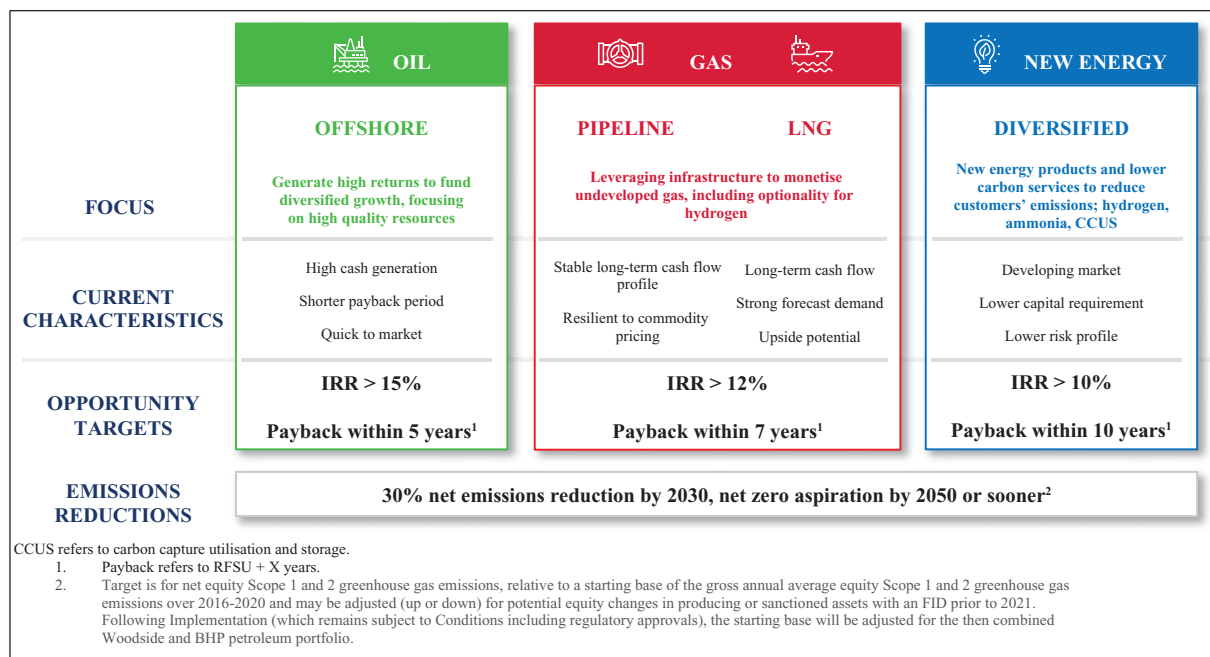 OIL
GAS
NEW ENERGY
OFFSHORE
PIPELINE
LNG
DIVERSIFIED
FOCUS
Generate high returns to fund
diversified growth, focusing
on high quality resources
Leveraging infrastructure to monetise
undeveloped gas, including optionality for
hydrogen
New energy products and lower
carbon services to reduce
customers’ emissions; hydrogen,
ammonia, CCUS
CURRENT
CHARACTERISTICS
High cash generation
Shorter payback period
Quick to market
Stable long-term cash flow
profile
Resilient to commodity
pricing
Long-term cash flow
Strong forecast demand
Upside potential
Developing market
Lower capital requirement
Lower risk profile
OPPORTUNITY
TARGETS
IRR > 15%
Payback within 5 years¹
IRR > 12%
Payback within 7 years¹
IRR > 10%
Payback within 10 years¹
EMISSIONS
REDUCTIONS
30% net emissions reduction by 2030, net zero aspiration by 2050 or sooner²
CCUS refers to carbon capture utilisation and storage.
1. Payback refers to RFSU + X years.
2. Target is for net equity Scope 1 and 2 greenhouse gas emissions, relative to a starting base of the gross annual average equity Scope 1 and 2 greenhouse gas
emissions over 2016-2020 and may be adjusted (up or down) for potential equity changes in producing or sanctioned assets with an FID prior to 2021.
Following Implementation (which remains subject to Conditions including regulatory approvals), the starting base will be adjusted for the then combined
Woodside and BHP petroleum portfolio.